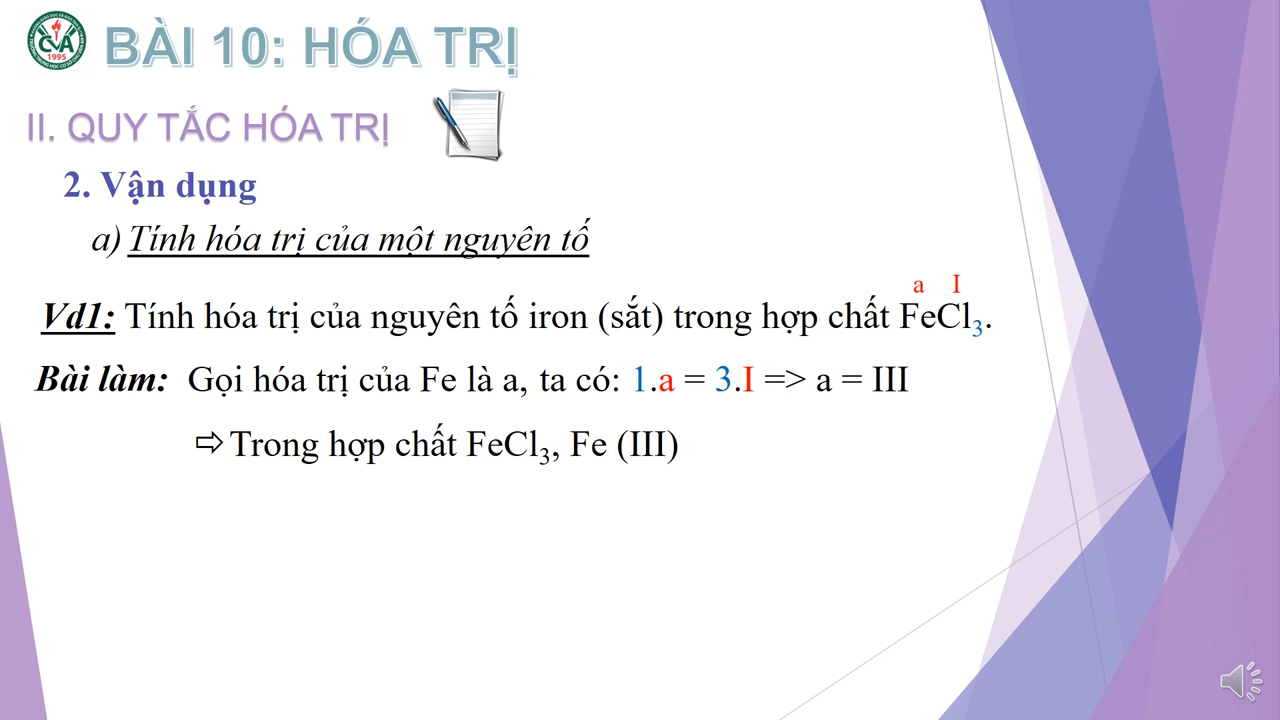 CVA
1995
BÀI 10: HÓA TRỊ
II. QUY TẮC HÓA TRỊ
2. Vận dụng
a) Tính hóa trị của một nguyên tố
a I
Vd1: Tính hóa trị của nguyên tố iron (sắt) trong hợp chất FeCl₃.
Bài làm: Gọi hóa trị của Fe là a, ta có: 1.a = 3.I => a = III
⇨ Trong hợp chất FeCl₃, Fe (III)